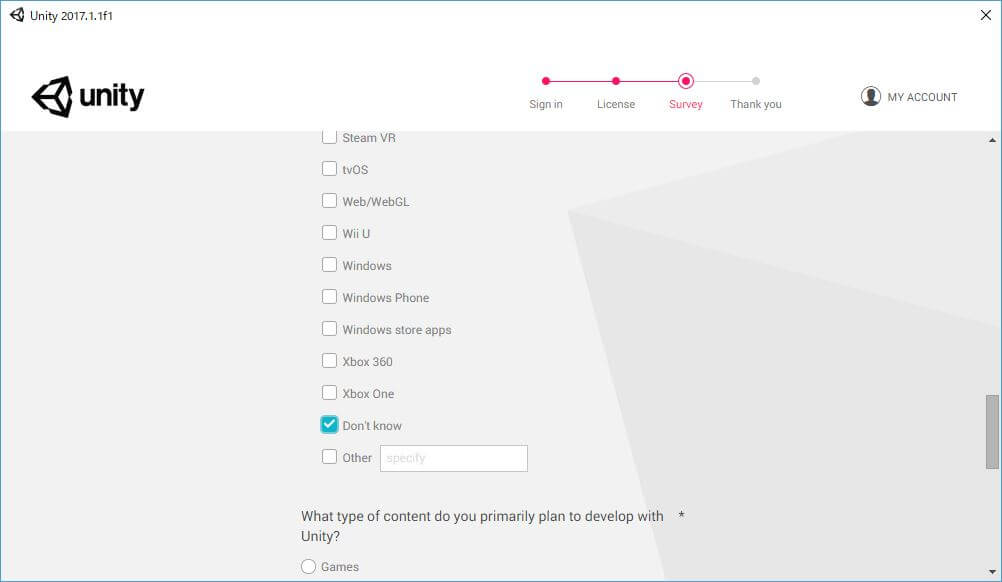 Unity 2017.1.1f1
unity
Sign in
License
Survey
Thank you
MY ACCOUNT
Steam VR
tvOS
Web/WebGL
Wii U
Windows
Windows Phone
Windows store apps
Xbox 360
Xbox One
Don't know
Other specify
What type of content do you primarily plan to develop with *
Unity?
Games